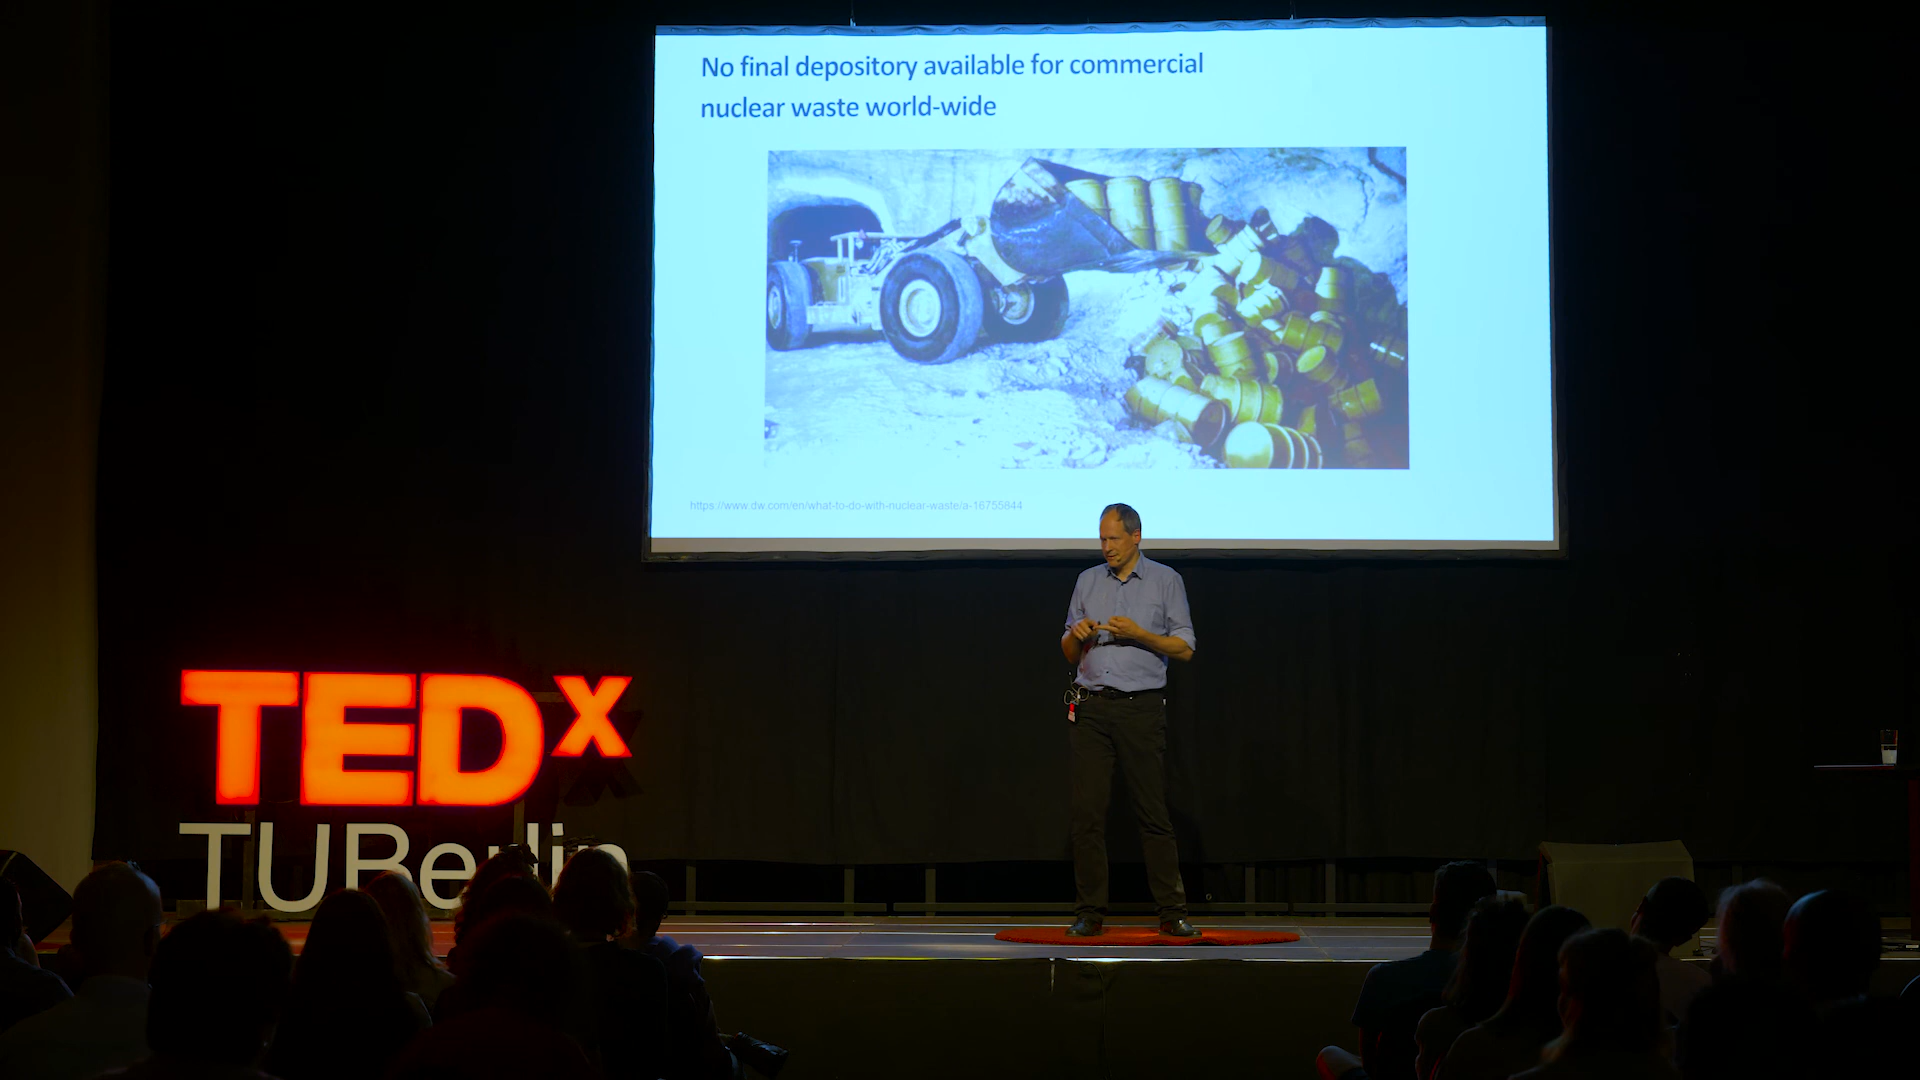 No final depository available for commercial
nuclear waste world-wide
https://www.dw.com/en/what-to-do-with-nuclear-waste/a-16755844
TEDx
TUBerlin